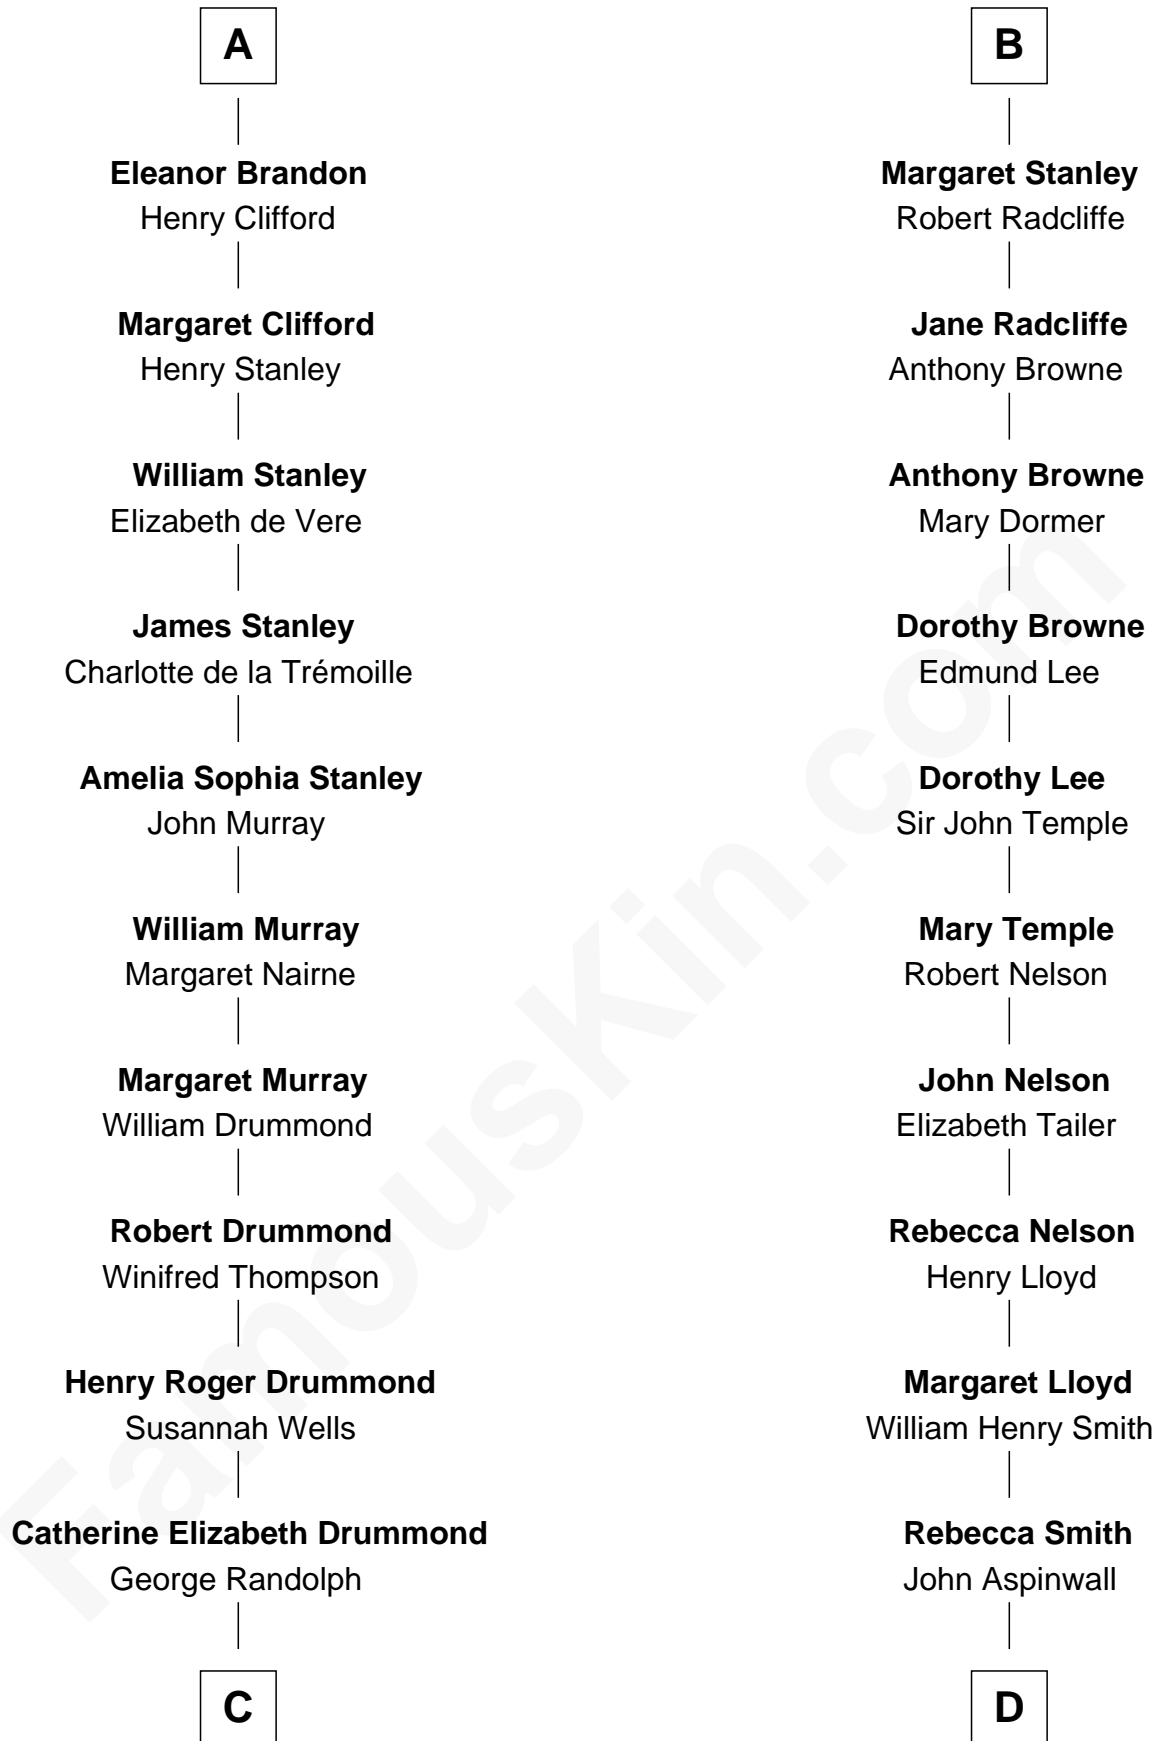 A
Eleanor Brandon
Henry Clifford
Margaret Clifford
Henry Stanley
William Stanley
Elizabeth de Vere
James Stanley
Charlotte de la Trémoille
Amelia Sophia Stanley
John Murray
William Murray
Margaret Nairne
Margaret Murray
William Drummond
Robert Drummond
Winifred Thompson
Henry Roger Drummond
Susannah Wells
Catherine Elizabeth Drummond
George Randolph
C
B
Margaret Stanley
Robert Radcliffe
Jane Radcliffe
Anthony Browne
Anthony Browne
Mary Dormer
Dorothy Browne
Edmund Lee
Dorothy Lee
Sir John Temple
Mary Temple
Robert Nelson
John Nelson
Elizabeth Tailer
Rebecca Nelson
Henry Lloyd
Margaret Lloyd
William Henry Smith
Rebecca Smith
John Aspinwall
D
FamousKin.com